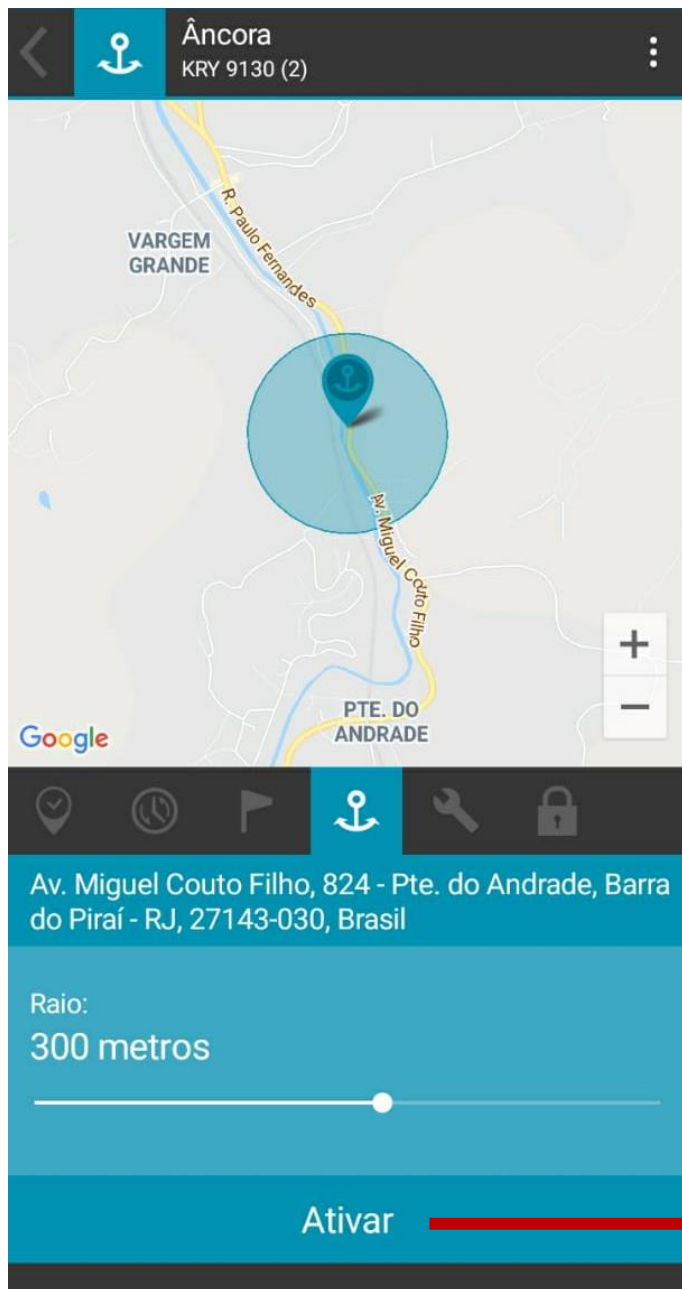 Âncora
KRY 9130 (2)
R. Paulo Fernandes
VARGEM
GRANDE
Av. Miguel Couto Filho
PTE. DO
ANDRADE
+
−
Google
Av. Miguel Couto Filho, 824 - Pte. do Andrade, Barra
do Piraí - RJ, 27143-030, Brasil
Raio:
300 metros
Ativar